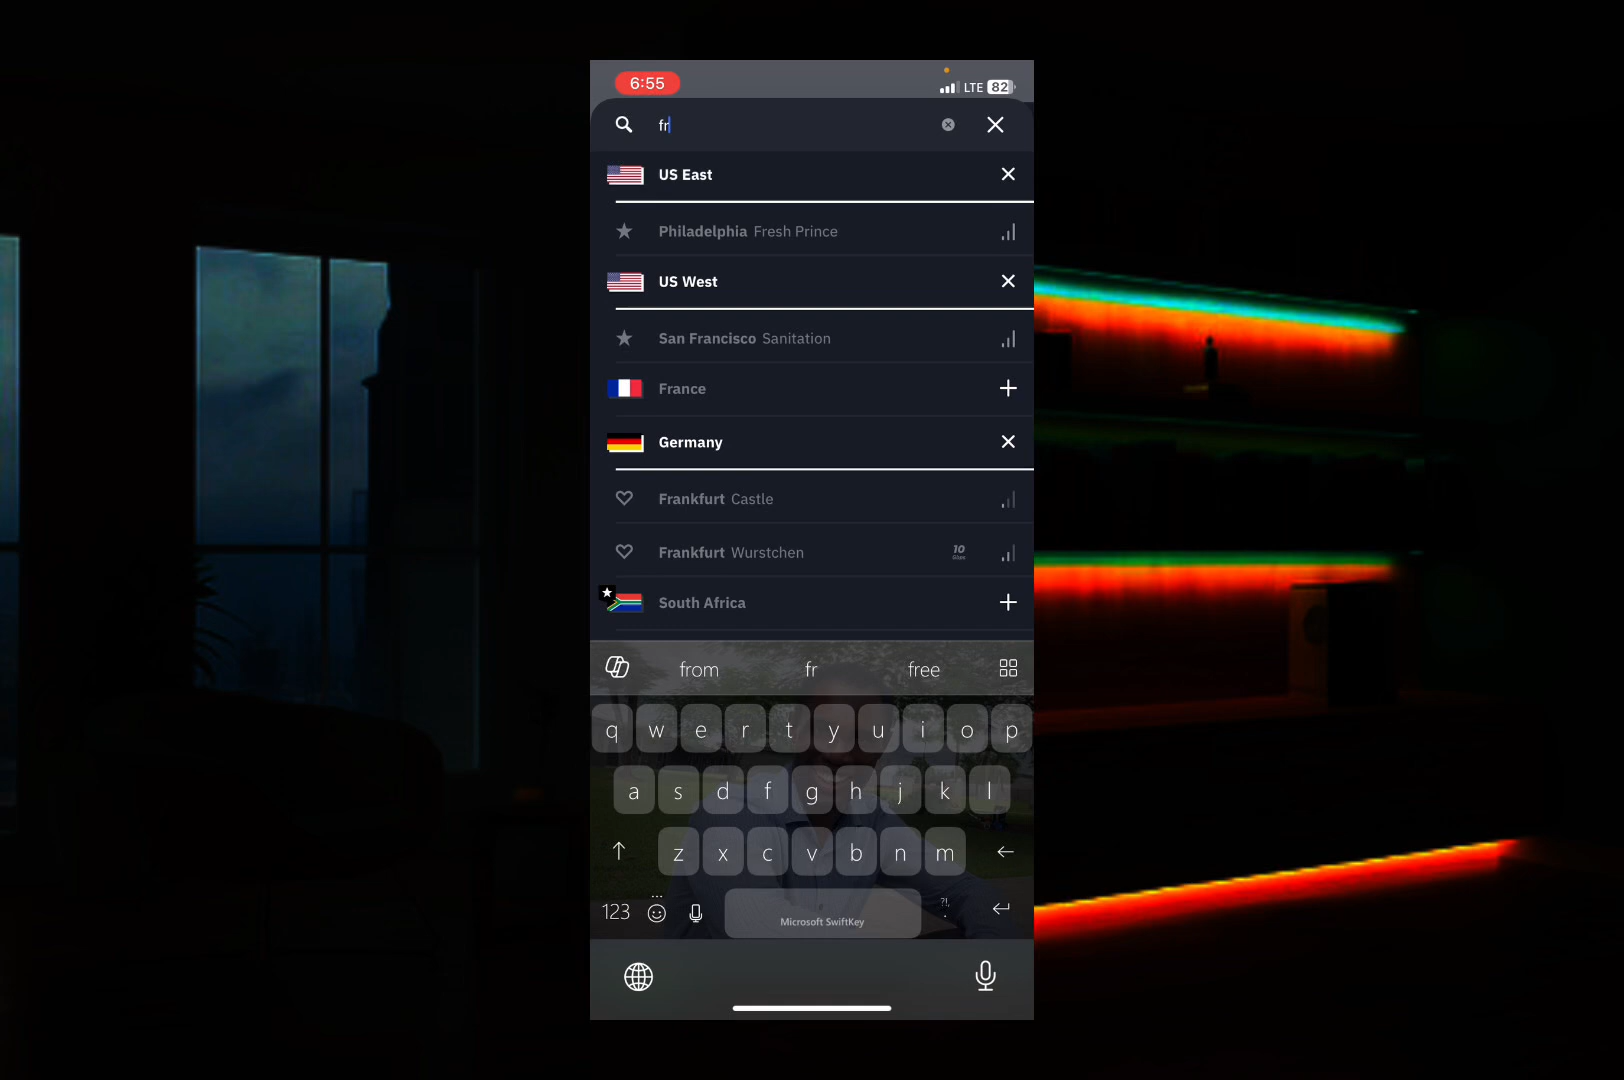 6:55
LTE 82
fr
US East
Philadelphia Fresh Prince
US West
San Francisco Sanitation
France
Germany
Frankfurt Castle
Frankfurt Wurstchen 10
South Africa
from fr free
q w e r t y u i o p
a s d f g h j k l
z x c v b n m
123 ?!,.
Microsoft SwiftKey